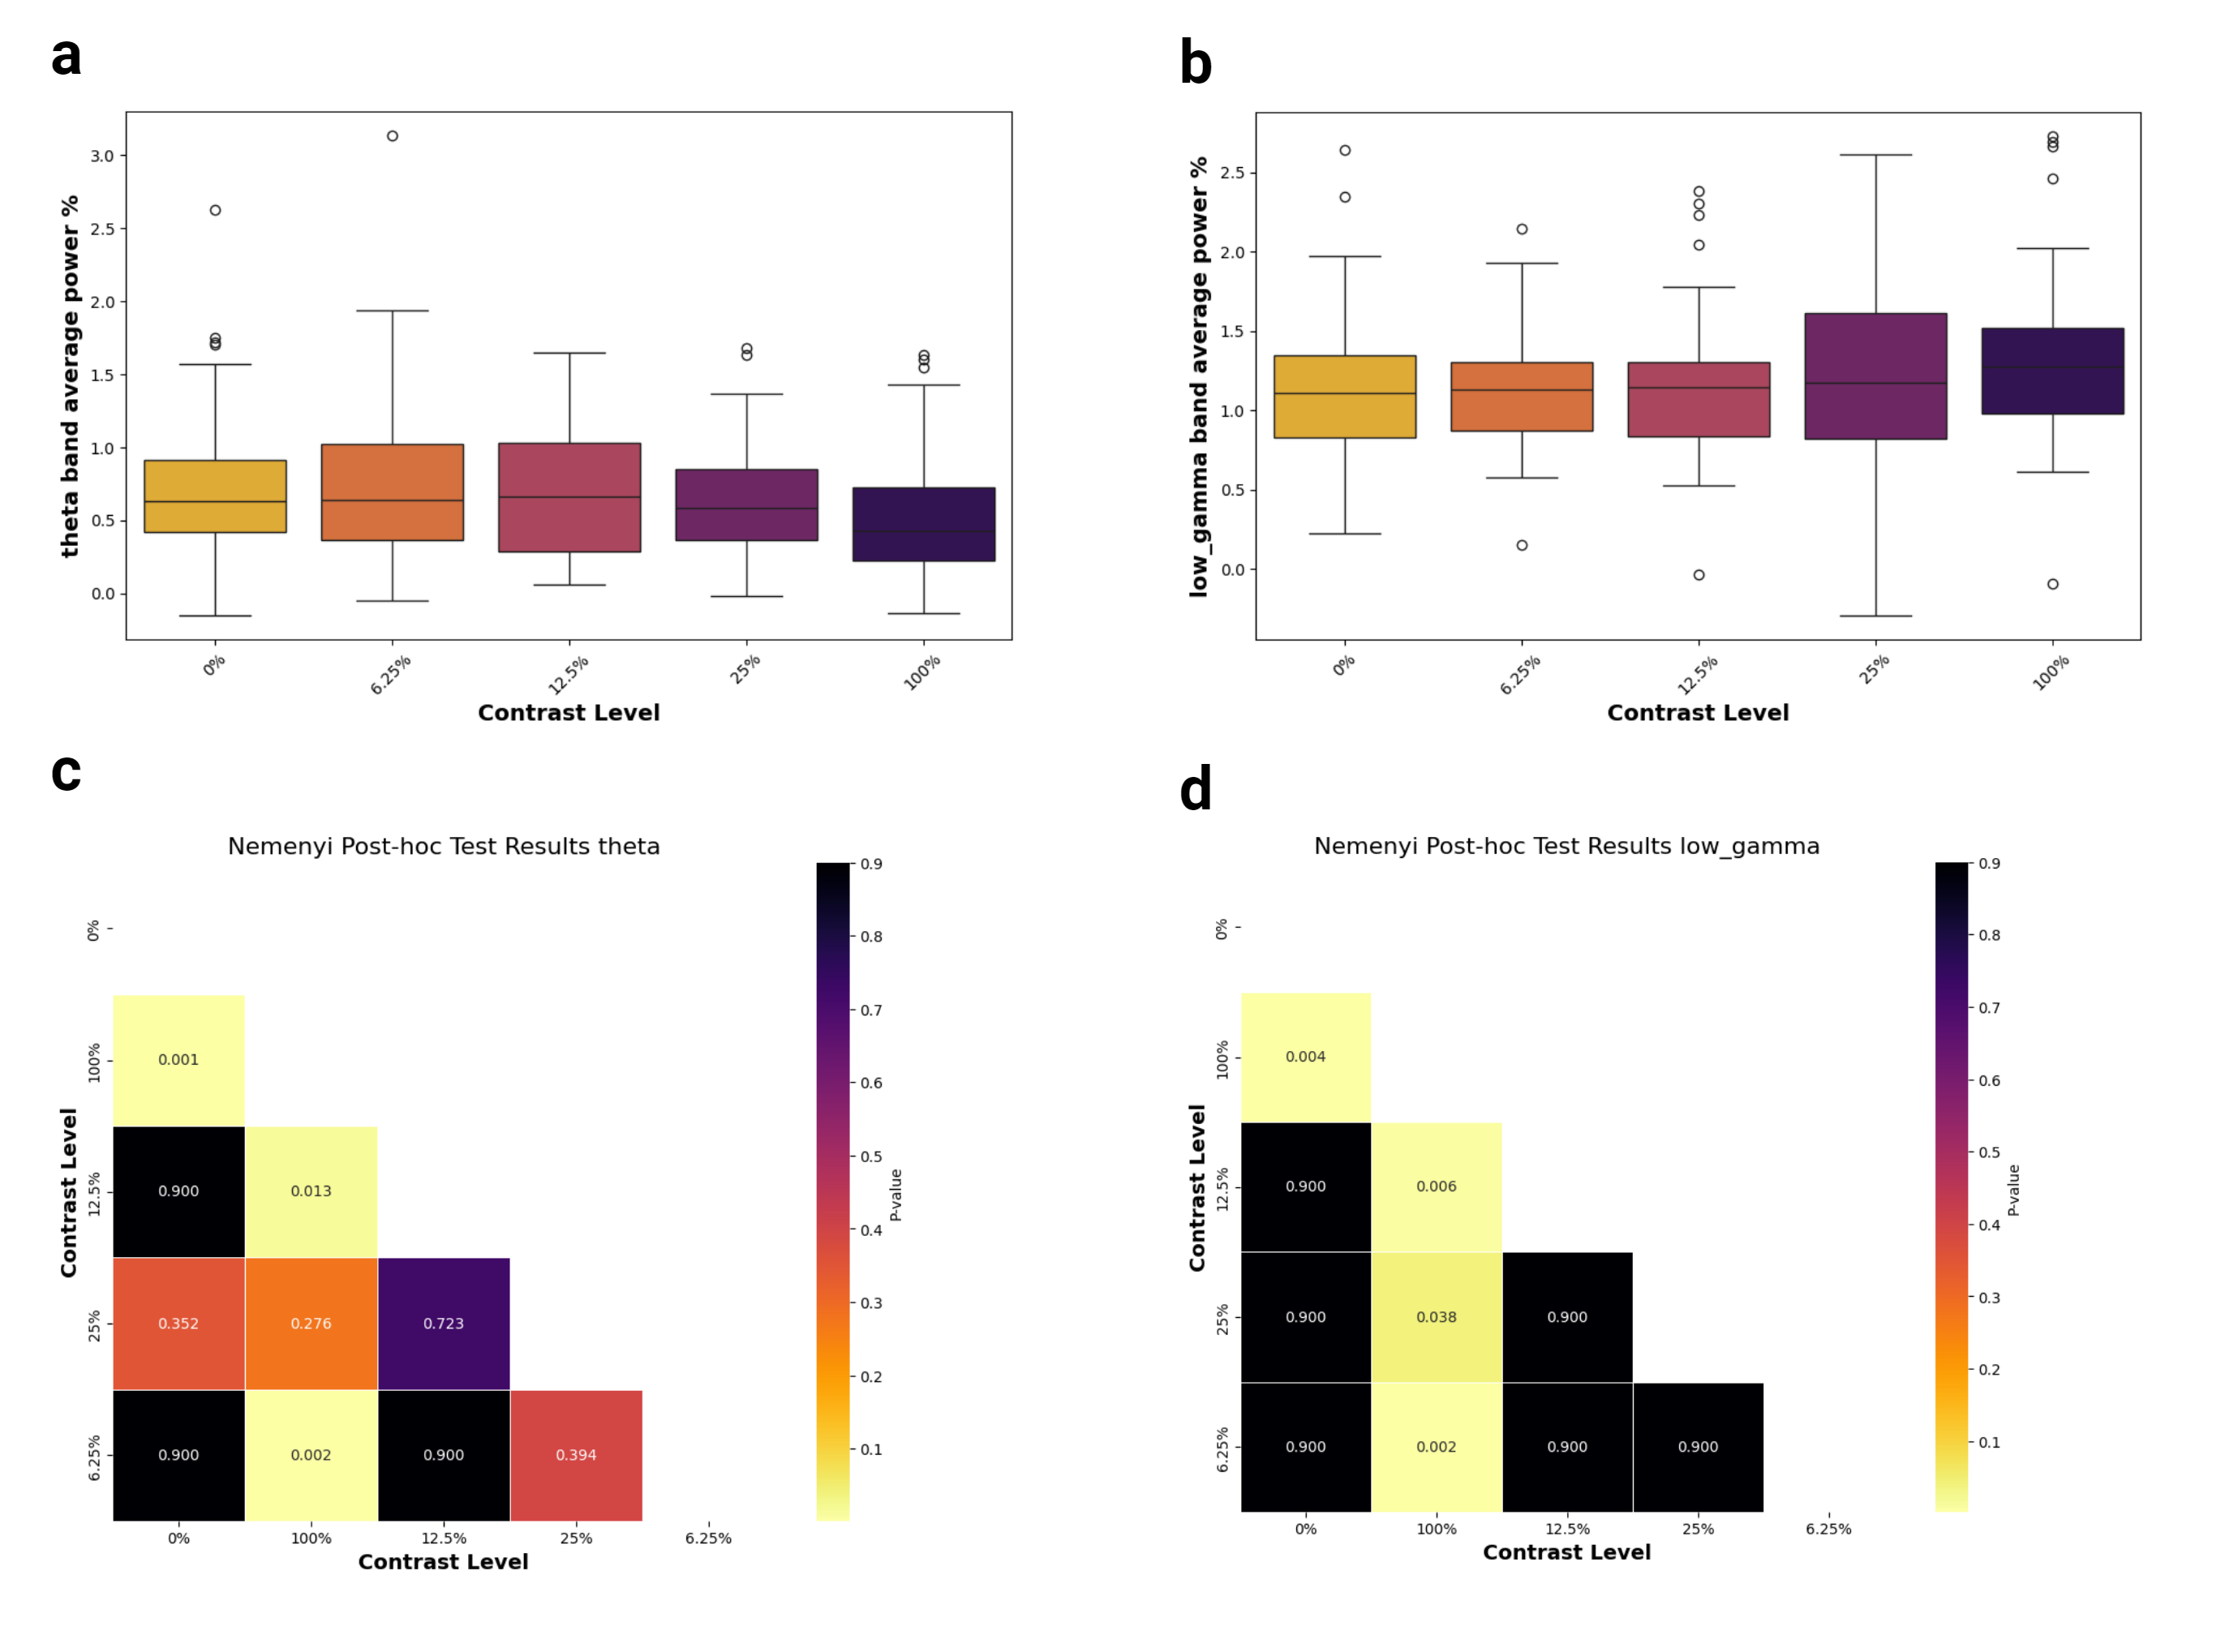 a
b
theta band average power %
3.0
2.5
2.0
1.5
1.0
0.5
0.0
0% 6.25% 12.5% 25% 100%
Contrast Level
low_gamma band average power %
2.5
2.0
1.5
1.0
0.5
0.0
0% 6.25% 12.5% 25% 100%
Contrast Level
c
d
Nemenyi Post-hoc Test Results theta
Contrast Level
0%
100%
12.5%
25%
6.25%
0.001
0.900 0.013
0.352 0.276 0.723
0.900 0.002 0.900 0.394
0% 100% 12.5% 25% 6.25%
Contrast Level
0.9
0.8
0.7
0.6
0.5
0.4
0.3
0.2
0.1
P-value
Nemenyi Post-hoc Test Results low_gamma
Contrast Level
0%
100%
12.5%
25%
6.25%
0.004
0.900 0.006
0.900 0.038 0.900
0.900 0.002 0.900 0.900
0% 100% 12.5% 25% 6.25%
Contrast Level
0.9
0.8
0.7
0.6
0.5
0.4
0.3
0.2
0.1
P-value